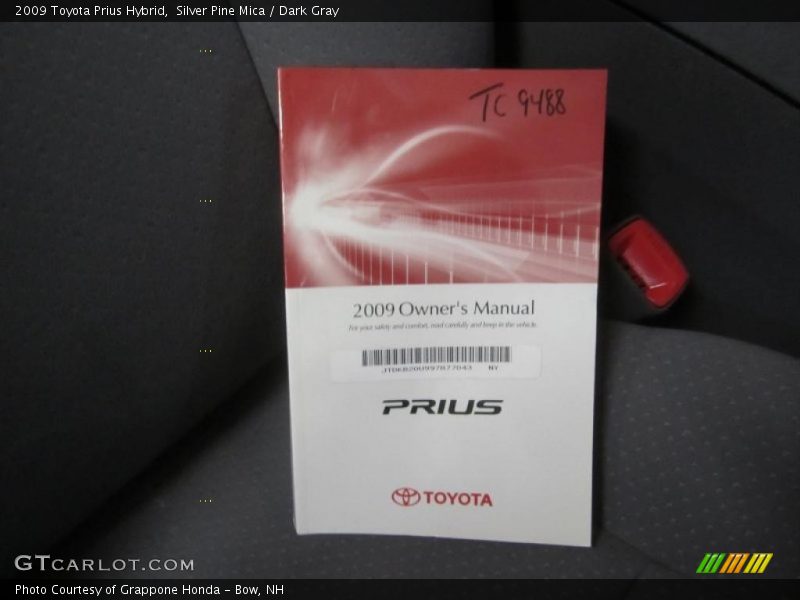 2009 Toyota Prius Hybrid,  Silver Pine Mica / Dark Gray
TC 9488
2009 Owner's Manual
For your safety and comfort, read carefully and keep in the vehicle.
NY
PRIUS
TOYOTA
GTCARLOT.COM
Photo Courtesy of Grappone Honda – Bow, NH